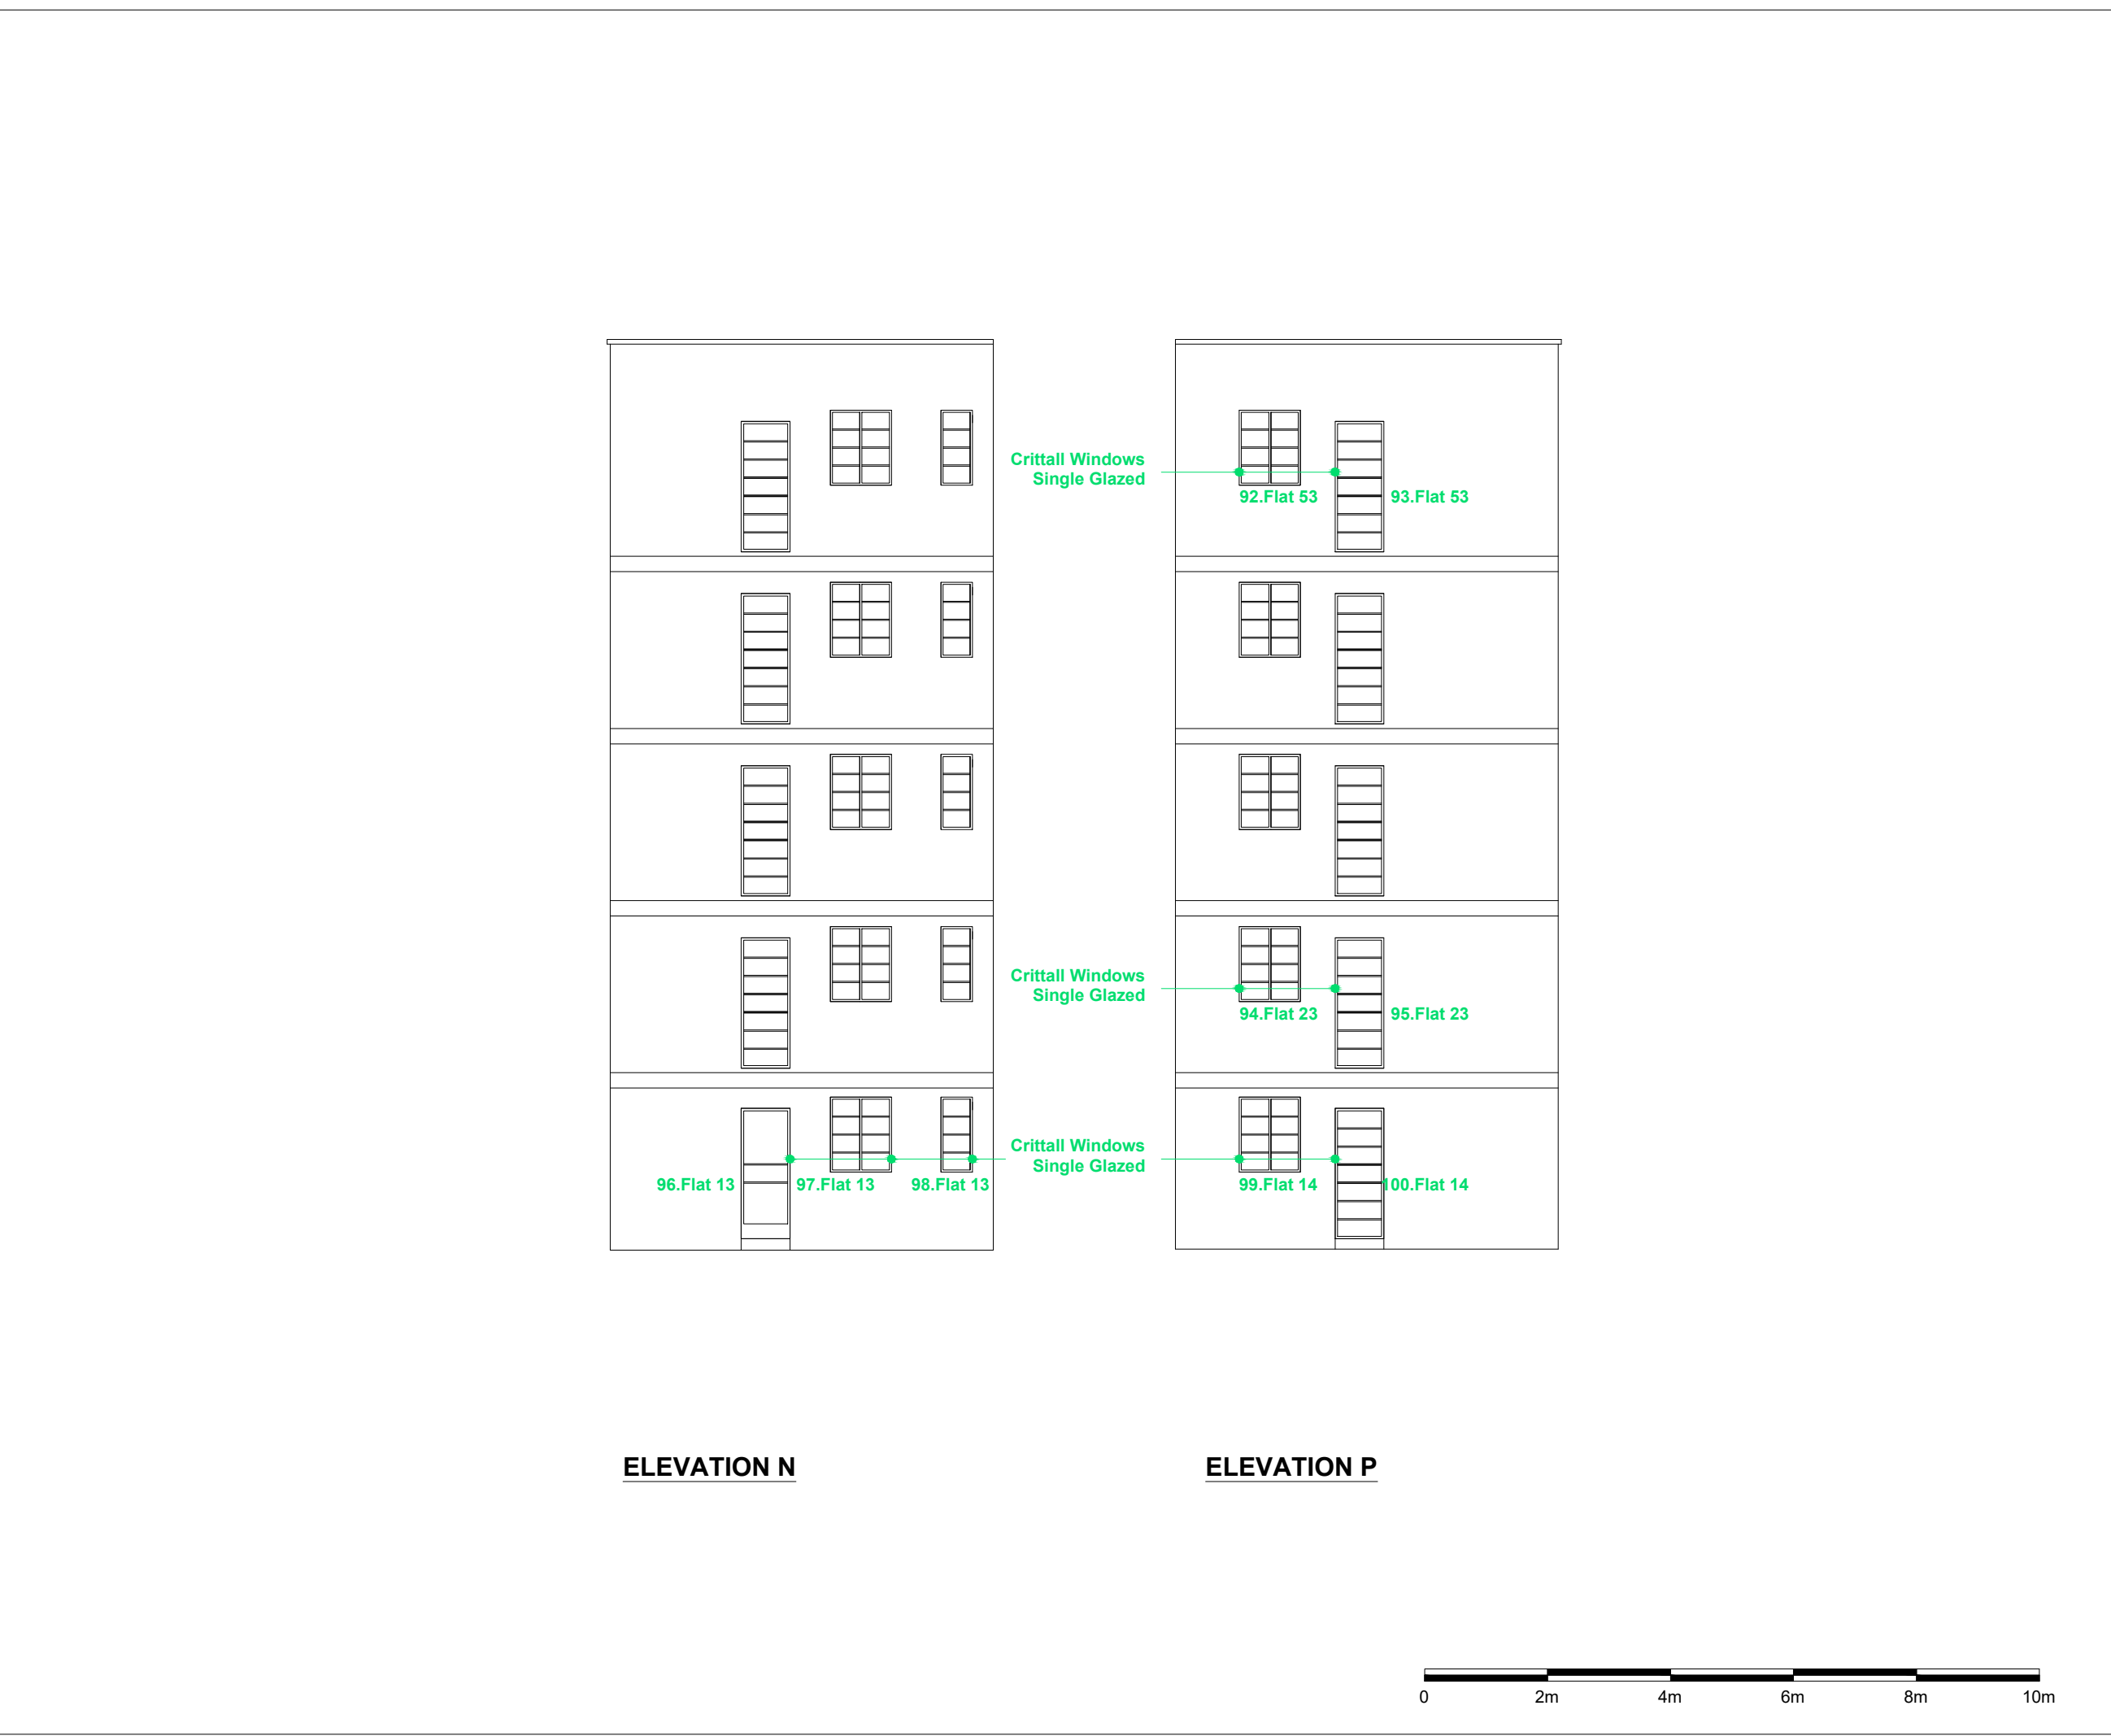 Crittall Windows
Single Glazed
92.Flat 53
93.Flat 53
Crittall Windows
Single Glazed
94.Flat 23
95.Flat 23
Crittall Windows
Single Glazed
96.Flat 13
97.Flat 13
98.Flat 13
99.Flat 14
100.Flat 14
ELEVATION N
ELEVATION P
0 2m 4m 6m 8m 10m